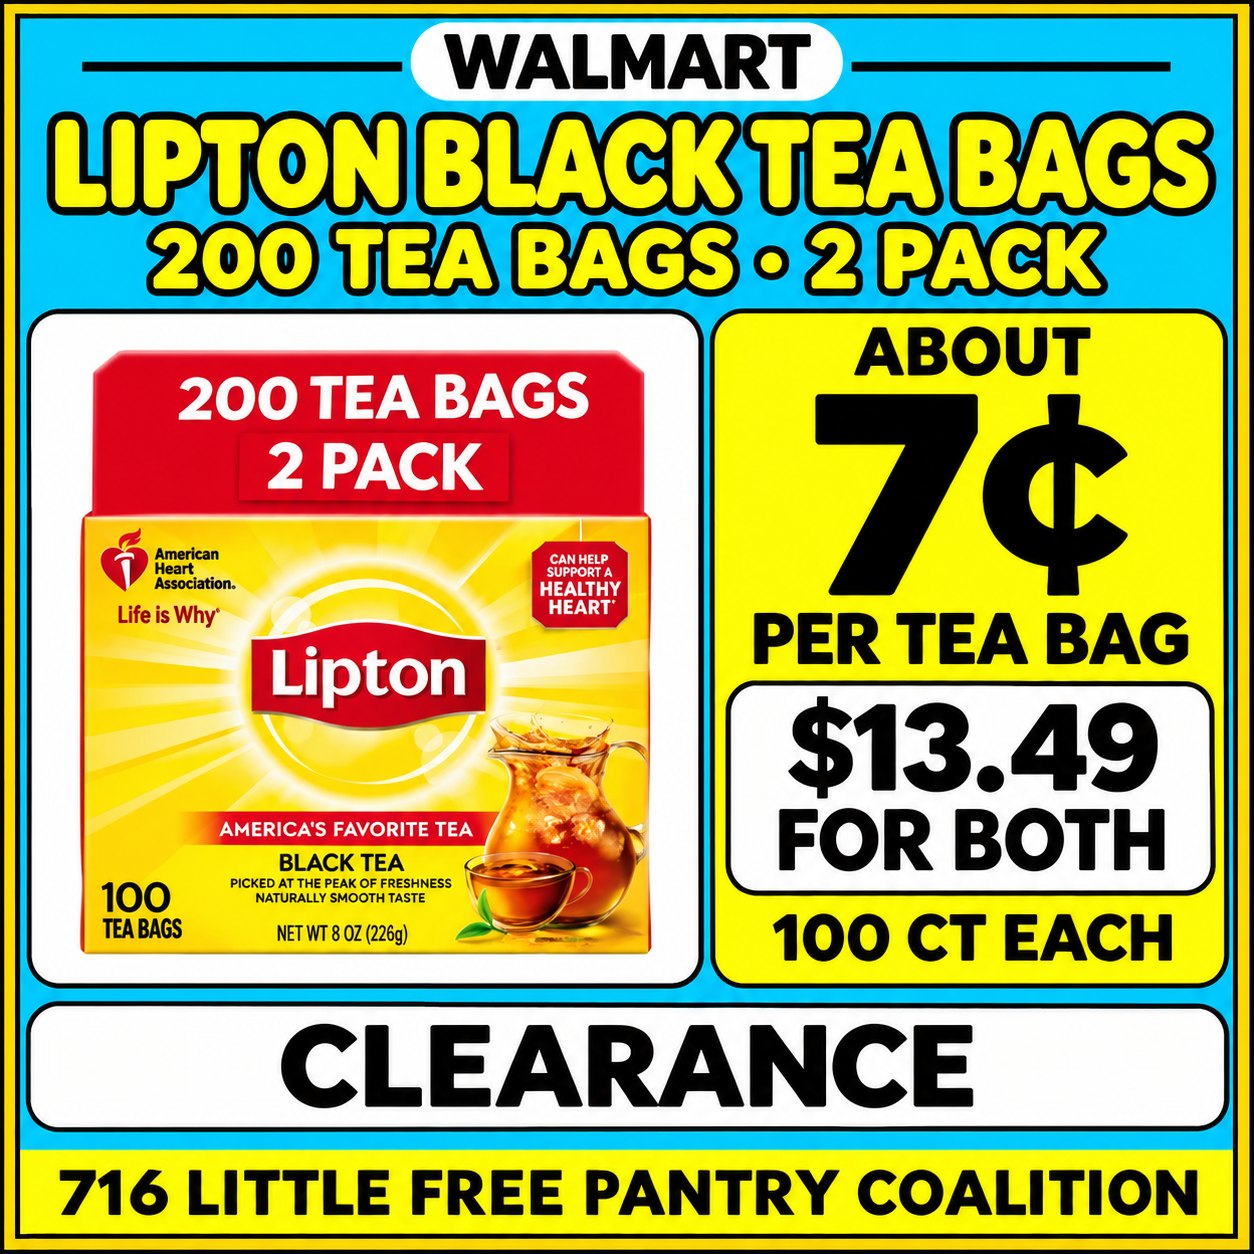 WALMART
LIPTON BLACK TEA BAGS
200 TEA BAGS • 2 PACK
200 TEA BAGS
2 PACK
American
Heart
Association®
Life is Why®
CAN HELP
SUPPORT A
HEALTHY
HEART*
Lipton
AMERICA'S FAVORITE TEA
BLACK TEA
PICKED AT THE PEAK OF FRESHNESS
NATURALLY SMOOTH TASTE
100
TEA BAGS
NET WT 8 OZ (226g)
ABOUT
7¢
PER TEA BAG
$13.49
FOR BOTH
100 CT EACH
CLEARANCE
716 LITTLE FREE PANTRY COALITION